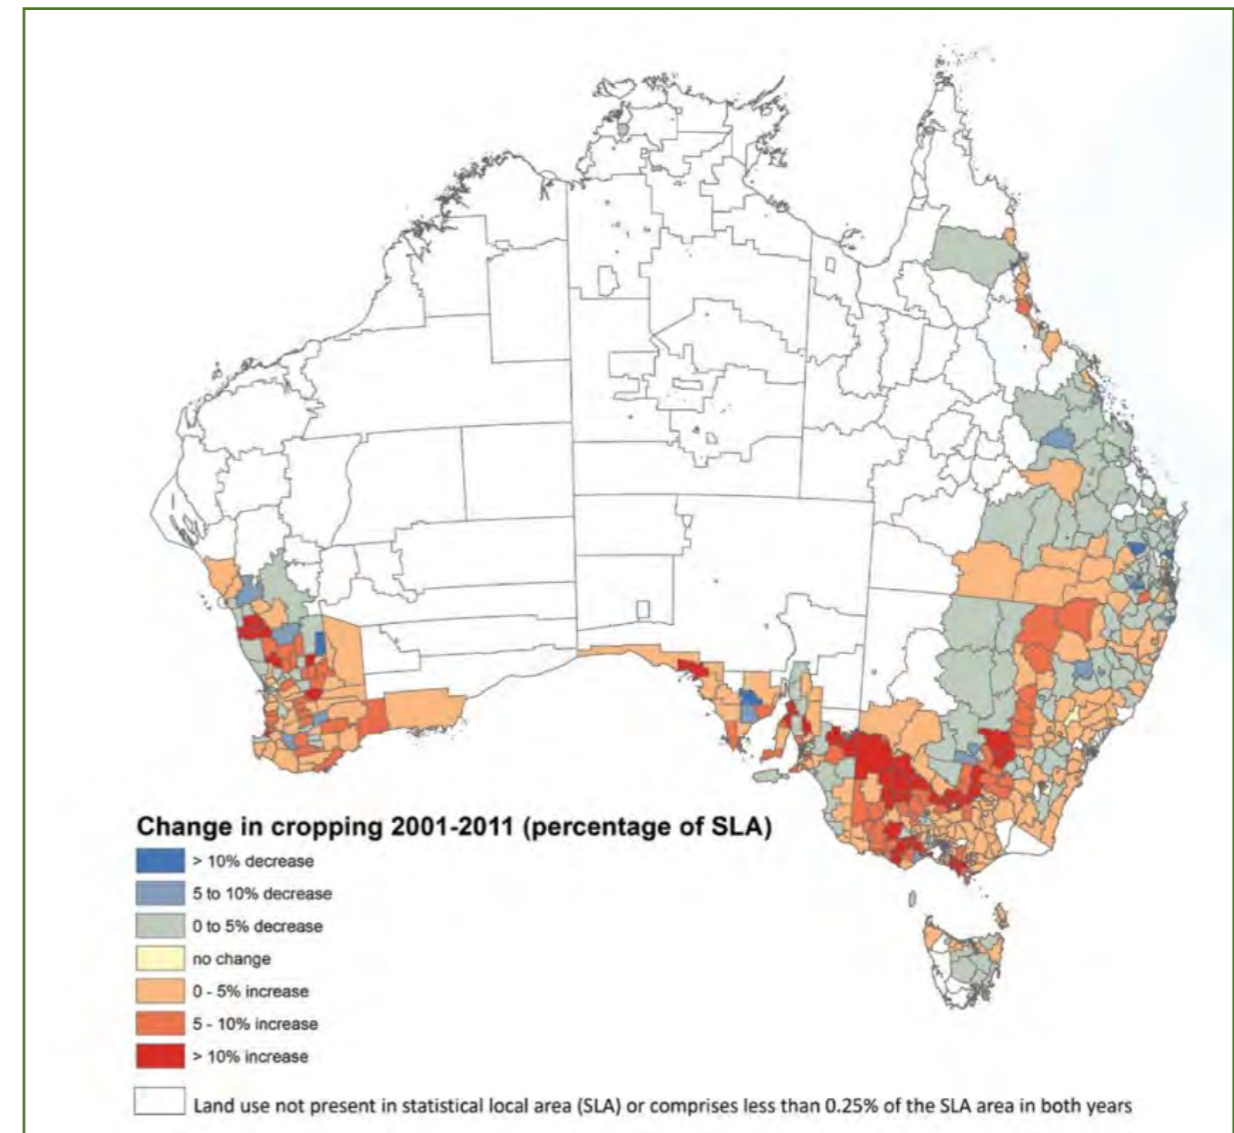 Change in cropping 2001-2011 (percentage of SLA)
> 10% decrease
5 to 10% decrease
0 to 5% decrease
no change
0 - 5% increase
5 - 10% increase
> 10% increase
Land use not present in statistical local area (SLA) or comprises less than 0.25% of the SLA area in both years